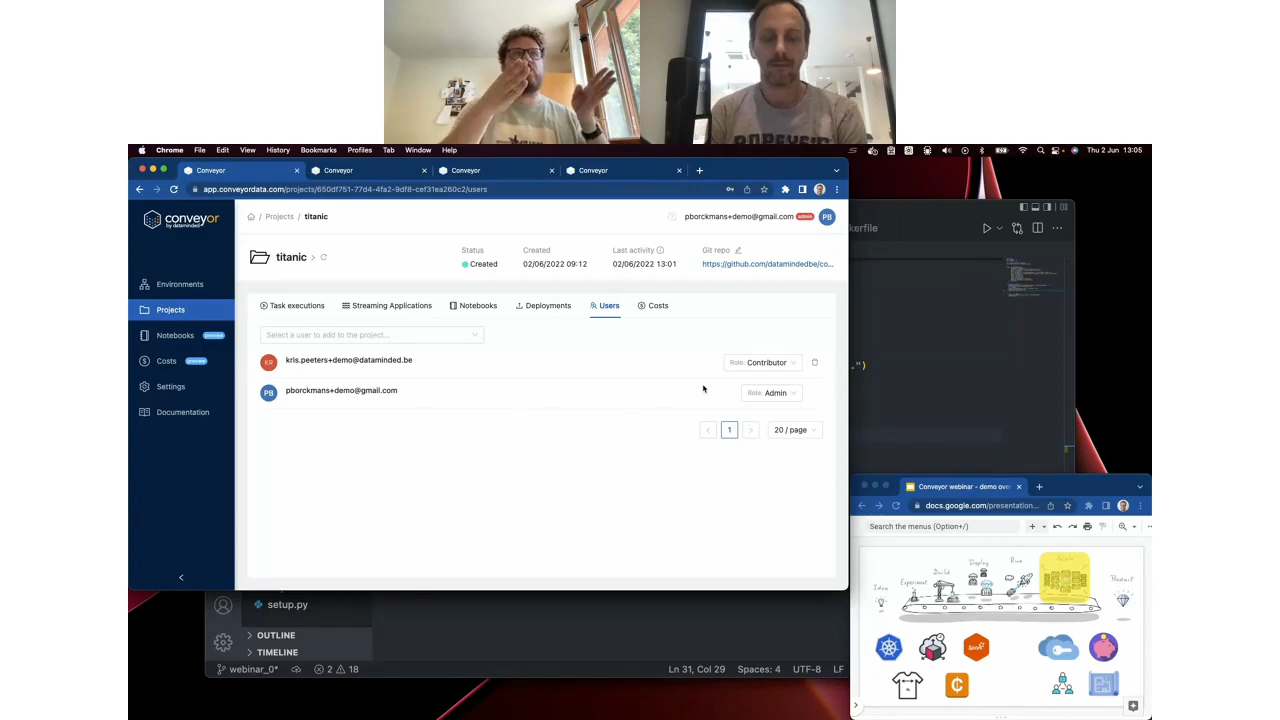 Chrome File Edit View History Bookmarks Profiles Tab Window Help Thu 2 Jun 13:05
Conveyor Conveyor Conveyor Conveyor
app.conveyordata.com/projects/650df751-77d4-4fa2-9df8-cef31ea260c2/users
conveyor
by dataminded
Projects / titanic
pborckmans+demo@gmail.com admin PB
kerfile
titanic
Status
Created
Created
02/06/2022 09:12
Last activity
02/06/2022 13:01
Git repo
https://github.com/datamindedbe/co...
Environments
Projects
Notebooks preview
Costs preview
Settings
Documentation
Task executions Streaming Applications Notebooks Deployments Users Costs
Select a user to add to the project...
KR kris.peeters+demo@dataminded.be Role: Contributor
PB pborckmans+demo@gmail.com Role: Admin
1 20 / page
.")
setup.py
OUTLINE
TIMELINE
webinar_0* 2 18 Ln 31, Col 29 Spaces: 4 UTF-8 LF
Conveyor webinar - demo ove
docs.google.com/presentation...
Search the menus (Option+/)
Idea
Experiment
Build
Deploy
Run
Scale
Product
Spark